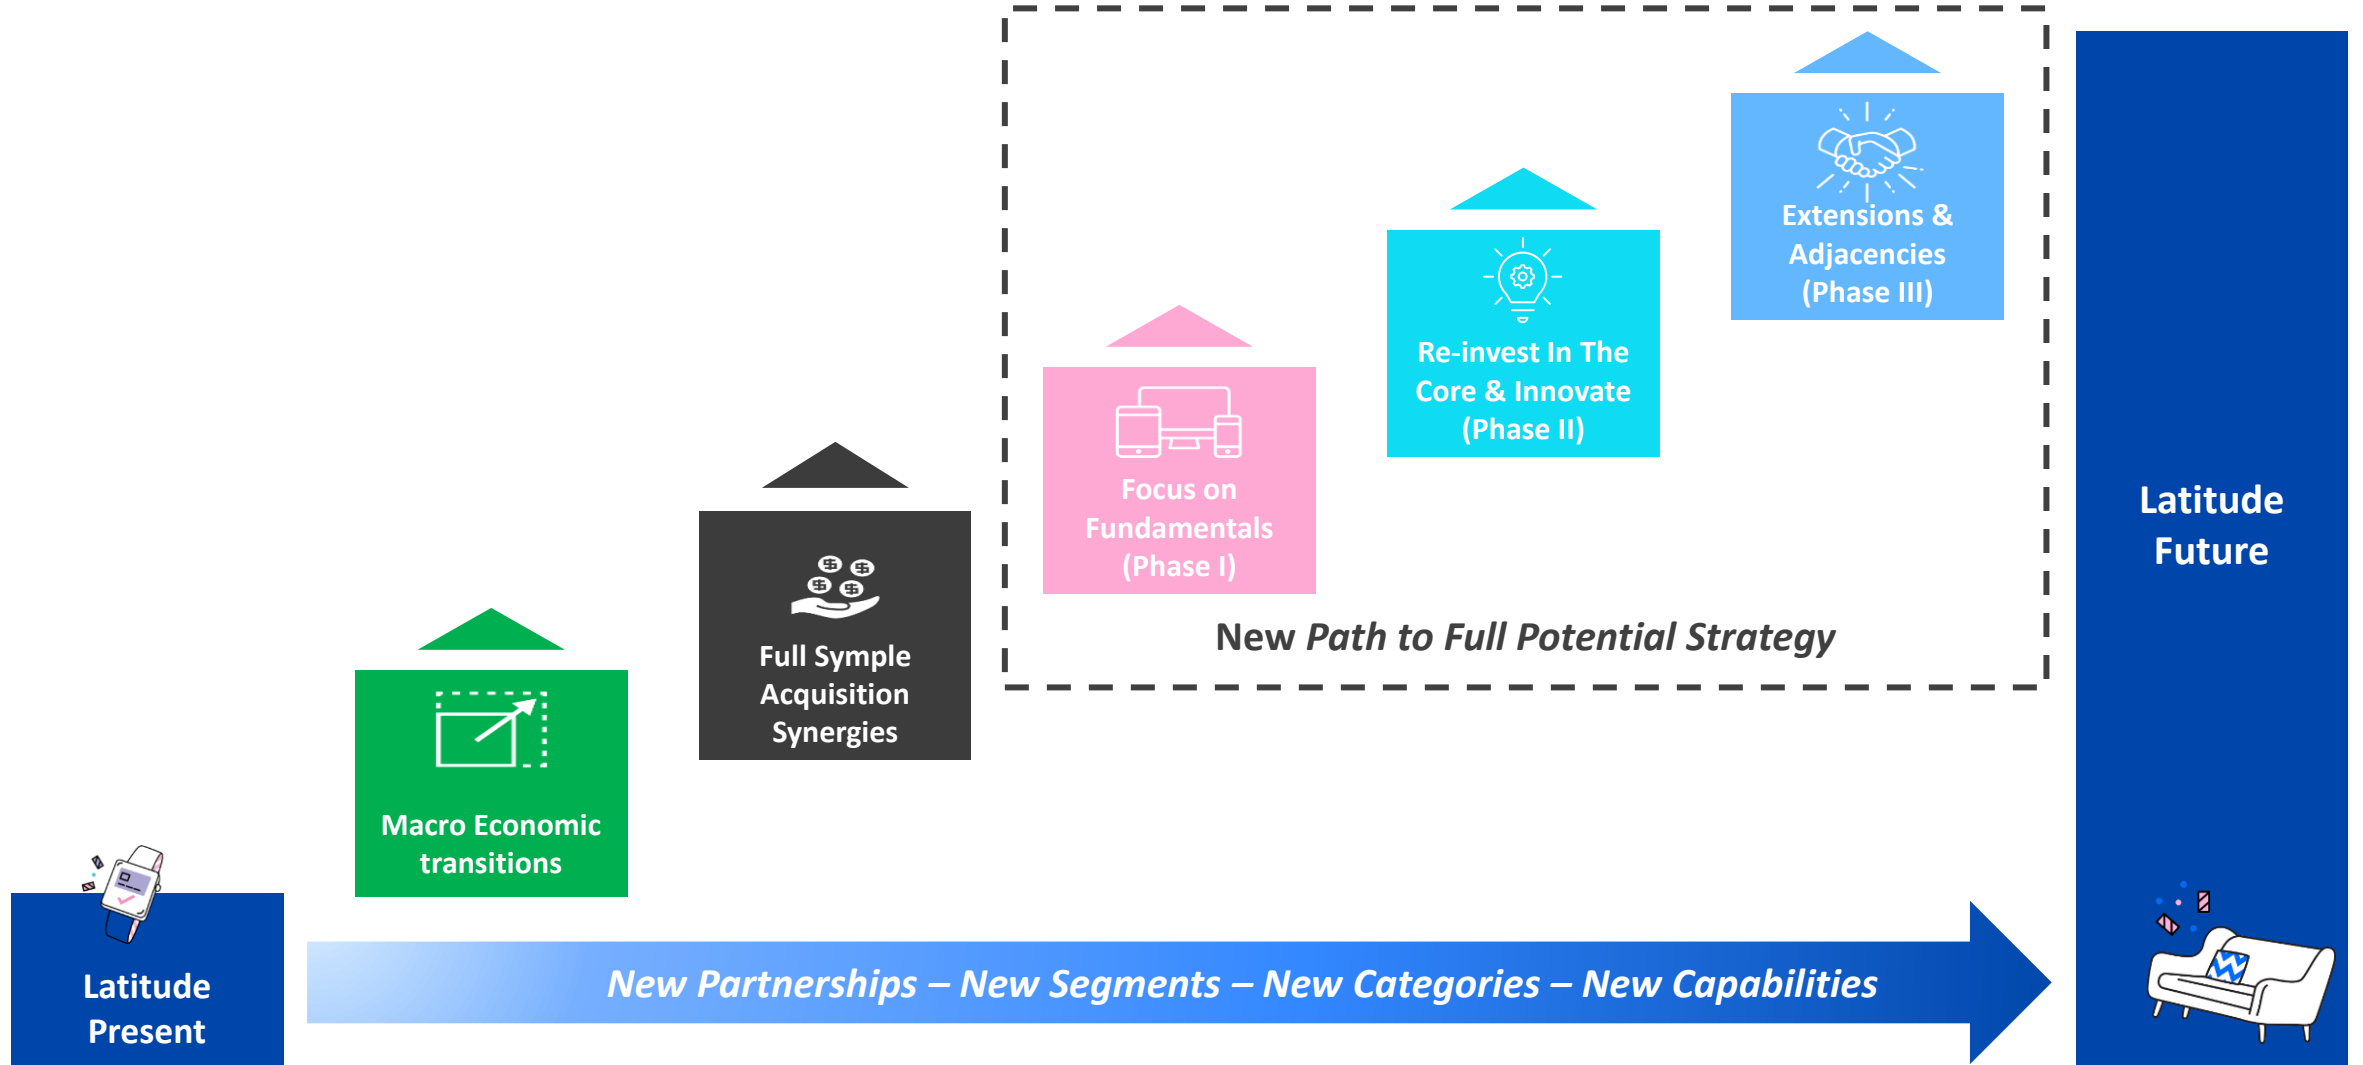 Latitude
Present
Macro Economic
transitions
Full Symple
Acquisition
Synergies
Focus on
Fundamentals
(Phase I)
Re-invest In The
Core & Innovate
(Phase II)
Extensions &
Adjacencies
(Phase III)
New Path to Full Potential Strategy
New Partnerships – New Segments – New Categories – New Capabilities
Latitude
Future